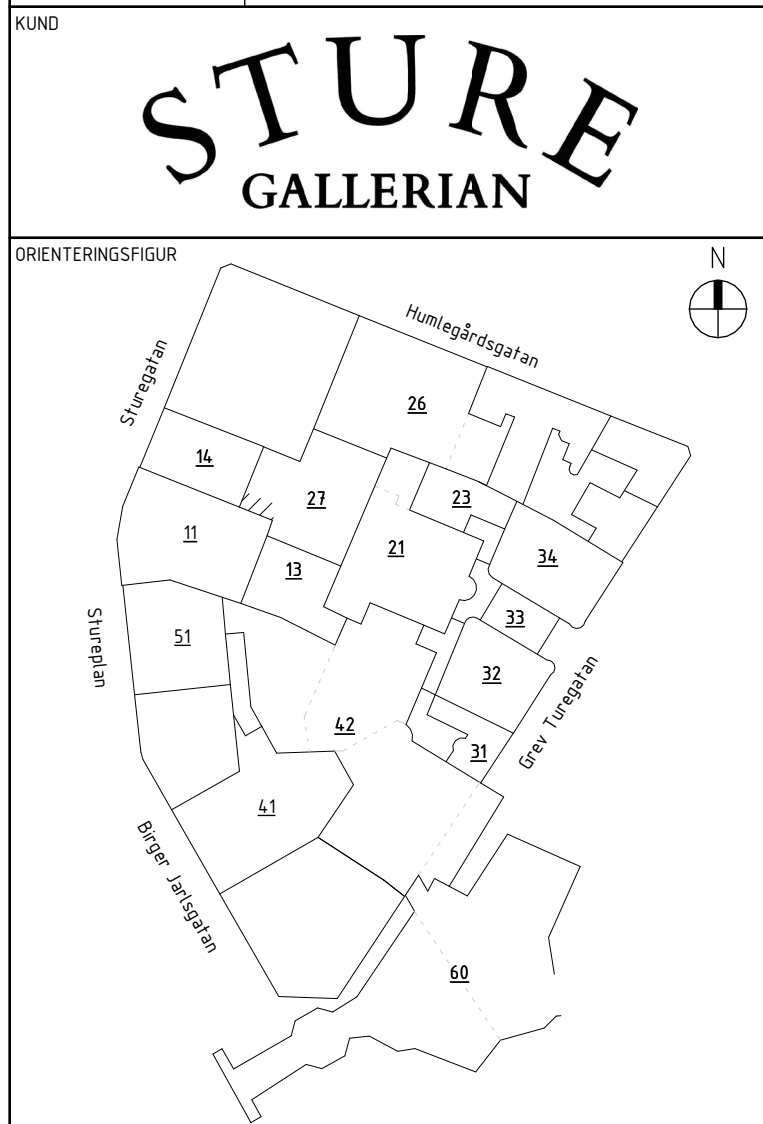 KUND
STURE
GALLERIAN
ORIENTERINGSFIGUR
N
Humlegårdsgatan
Sturegatan
26
14
27
23
11
21
34
13
33
51
Stureplan
32
42
Grev Turegatan
31
41
Birger Jarlsgatan
60